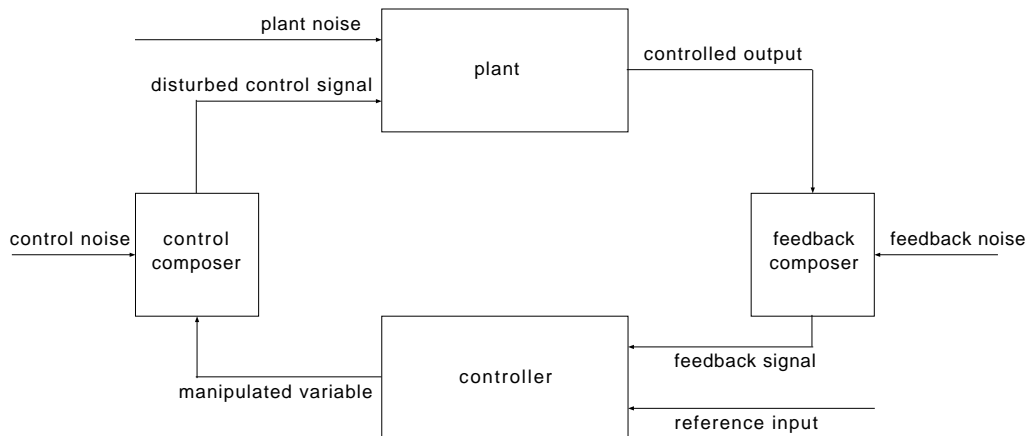 plant noise
plant
controlled output
disturbed control signal
control noise
control
composer
feedback
composer
feedback noise
feedback signal
controller
manipulated variable
reference input